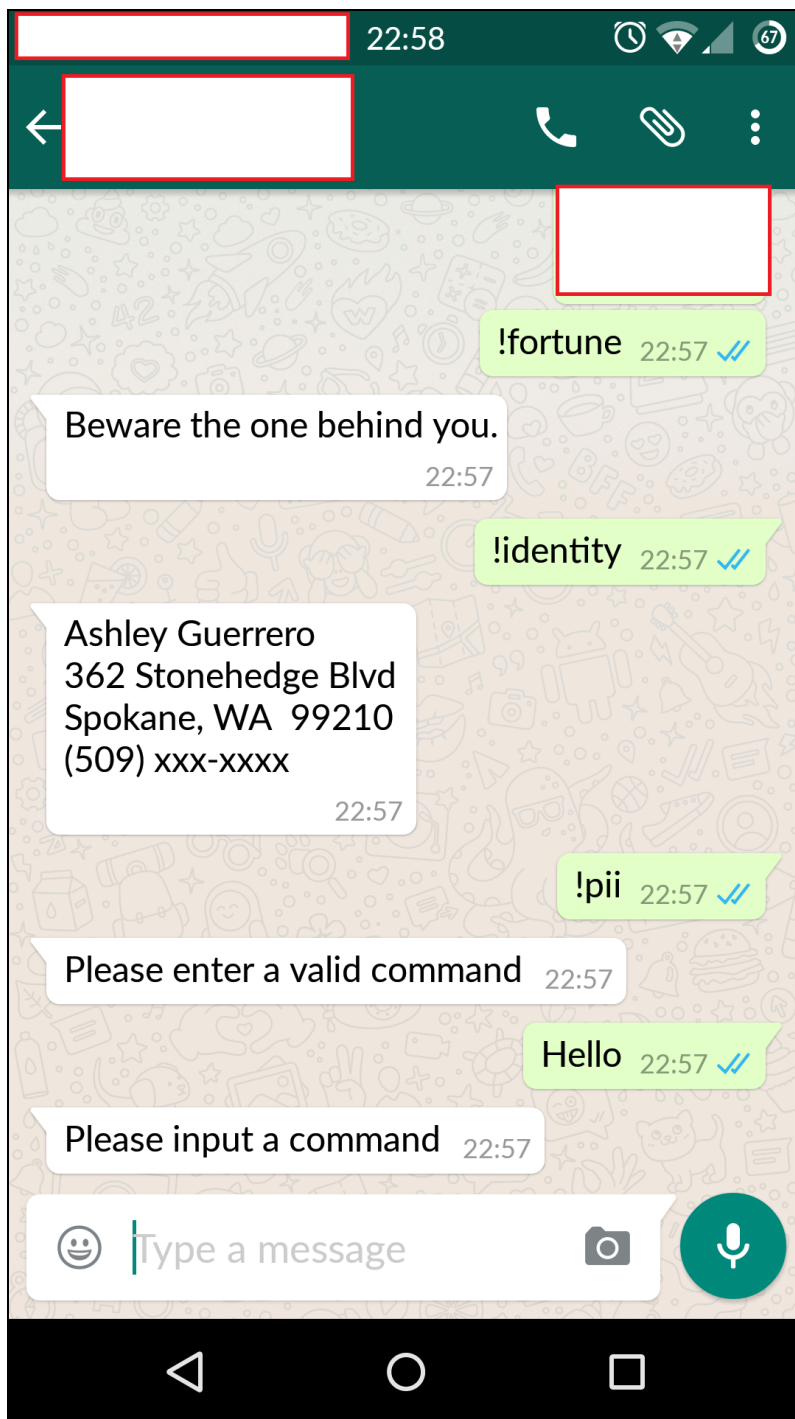 22:58
67
!fortune 22:57
Beware the one behind you.
22:57
!identity 22:57
Ashley Guerrero
362 Stonehedge Blvd
Spokane, WA  99210
(509) xxx-xxxx
22:57
!pii 22:57
Please enter a valid command 22:57
Hello 22:57
Please input a command 22:57
Type a message